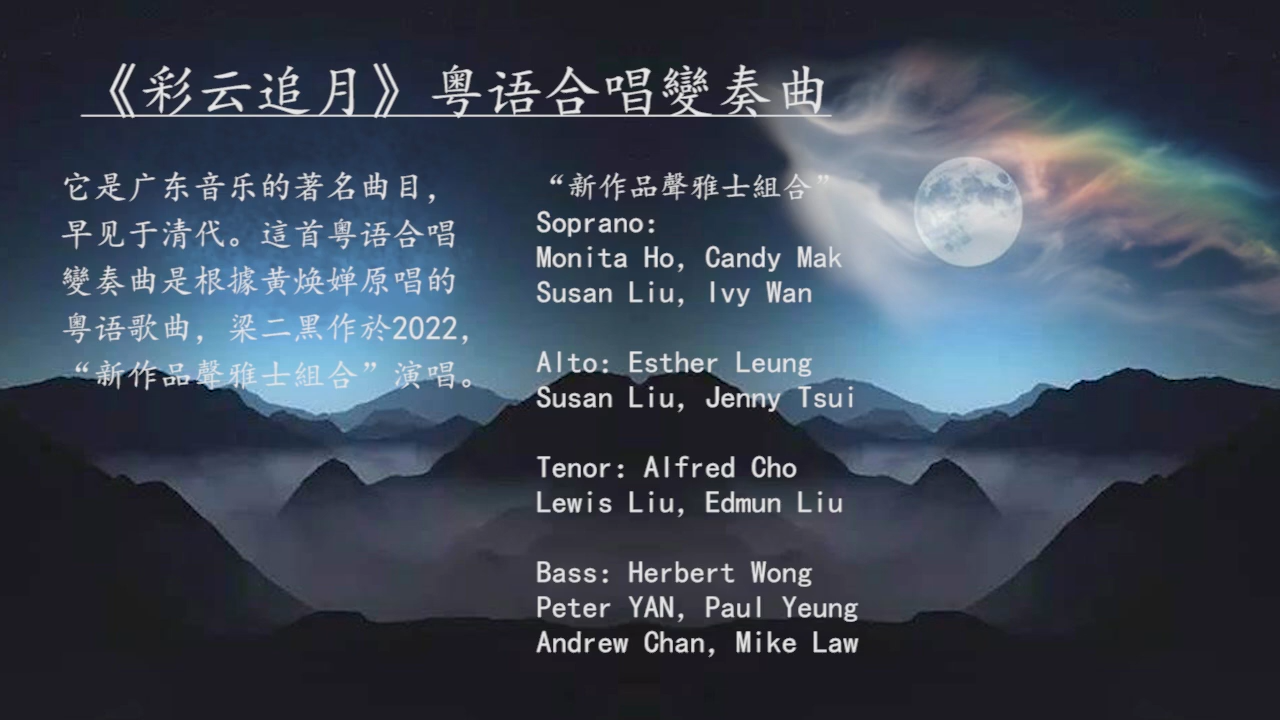 《彩云追月》粤语合唱變奏曲
它是广东音乐的著名曲目，
早见于清代。這首粤语合唱
變奏曲是根據黄焕婵原唱的
粤语歌曲，梁二黑作於2022，
“新作品聲雅士組合”演唱。
“新作品聲雅士組合”
Soprano:
Monita Ho, Candy Mak
Susan Liu, Ivy Wan
Alto: Esther Leung
Susan Liu, Jenny Tsui
Tenor: Alfred Cho
Lewis Liu, Edmun Liu
Bass: Herbert Wong
Peter YAN, Paul Yeung
Andrew Chan, Mike Law